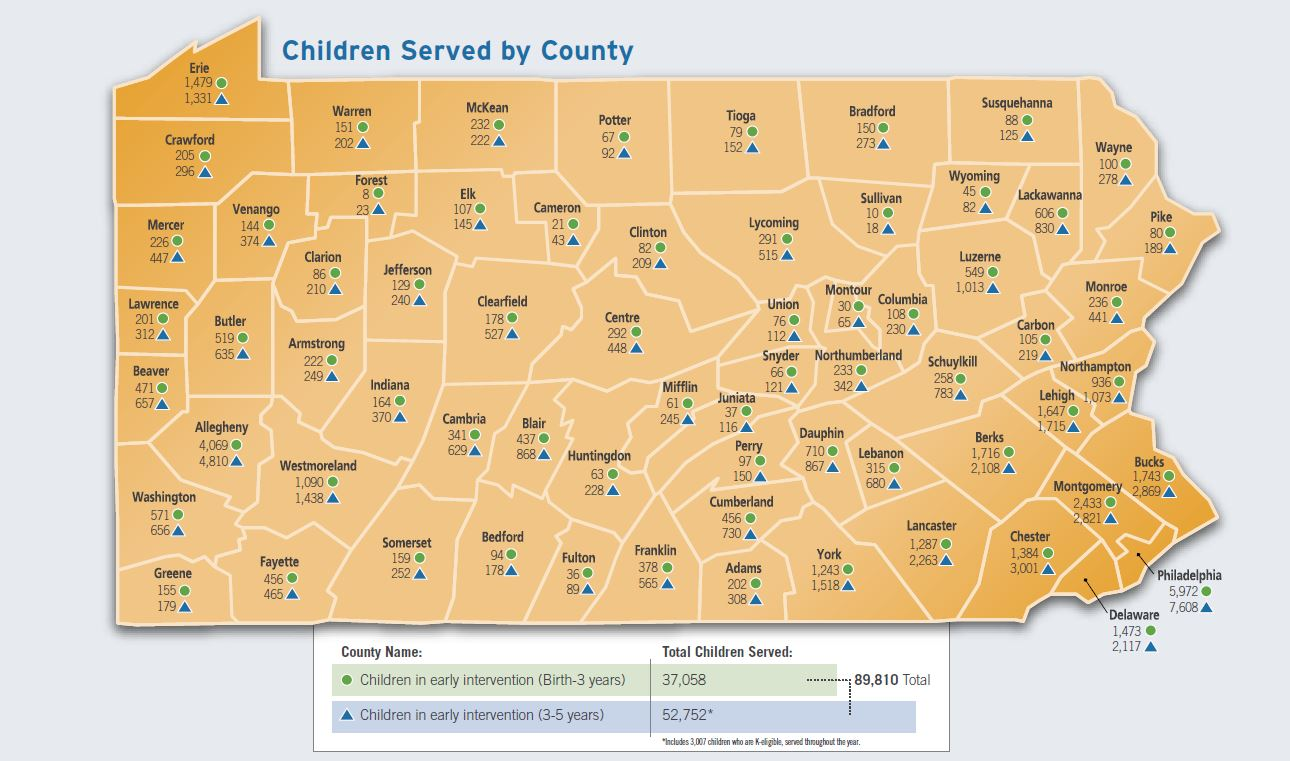 Children Served by County
Erie
1,479
1,331
Crawford
205
296
Warren
151
202
McKean
232
222
Potter
67
92
Tioga
79
152
Bradford
150
273
Susquehanna
88
125
Wayne
100
278
Forest
8
23
Elk
107
145
Cameron
21
43
Wyoming
45
82
Lackawanna
606
830
Sullivan
10
18
Pike
80
189
Mercer
226
447
Venango
144
374
Clinton
82
209
Lycoming
291
515
Clarion
86
210
Jefferson
129
240
Luzerne
549
1,013
Monroe
236
441
Lawrence
201
312
Butler
519
635
Clearfield
178
527
Centre
292
448
Union
76
112
Montour
30
65
Columbia
108
230
Carbon
105
219
Armstrong
222
249
Snyder
66
121
Northumberland
233
342
Schuylkill
258
783
Northampton
936
1,073
Beaver
471
657
Indiana
164
370
Mifflin
61
245
Juniata
37
116
Lehigh
1,647
1,715
Allegheny
4,069
4,810
Cambria
341
629
Blair
437
868
Huntingdon
63
228
Perry
97
150
Dauphin
710
867
Lebanon
315
680
Berks
1,716
2,108
Bucks
1,743
2,869
Westmoreland
1,090
1,438
Montgomery
2,433
2,821
Washington
571
656
Cumberland
456
730
Lancaster
1,287
2,263
Chester
1,384
3,001
Greene
155
179
Fayette
456
465
Somerset
159
252
Bedford
94
178
Fulton
36
89
Franklin
378
565
Adams
202
308
York
1,243
1,518
Philadelphia
5,972
7,608
Delaware
1,473
2,117
County Name: Total Children Served:
Children in early intervention (Birth-3 years) 37,058 89,810 Total
Children in early intervention (3-5 years) 52,752*
*Includes 3,007 children who are K-eligible, served throughout the year.